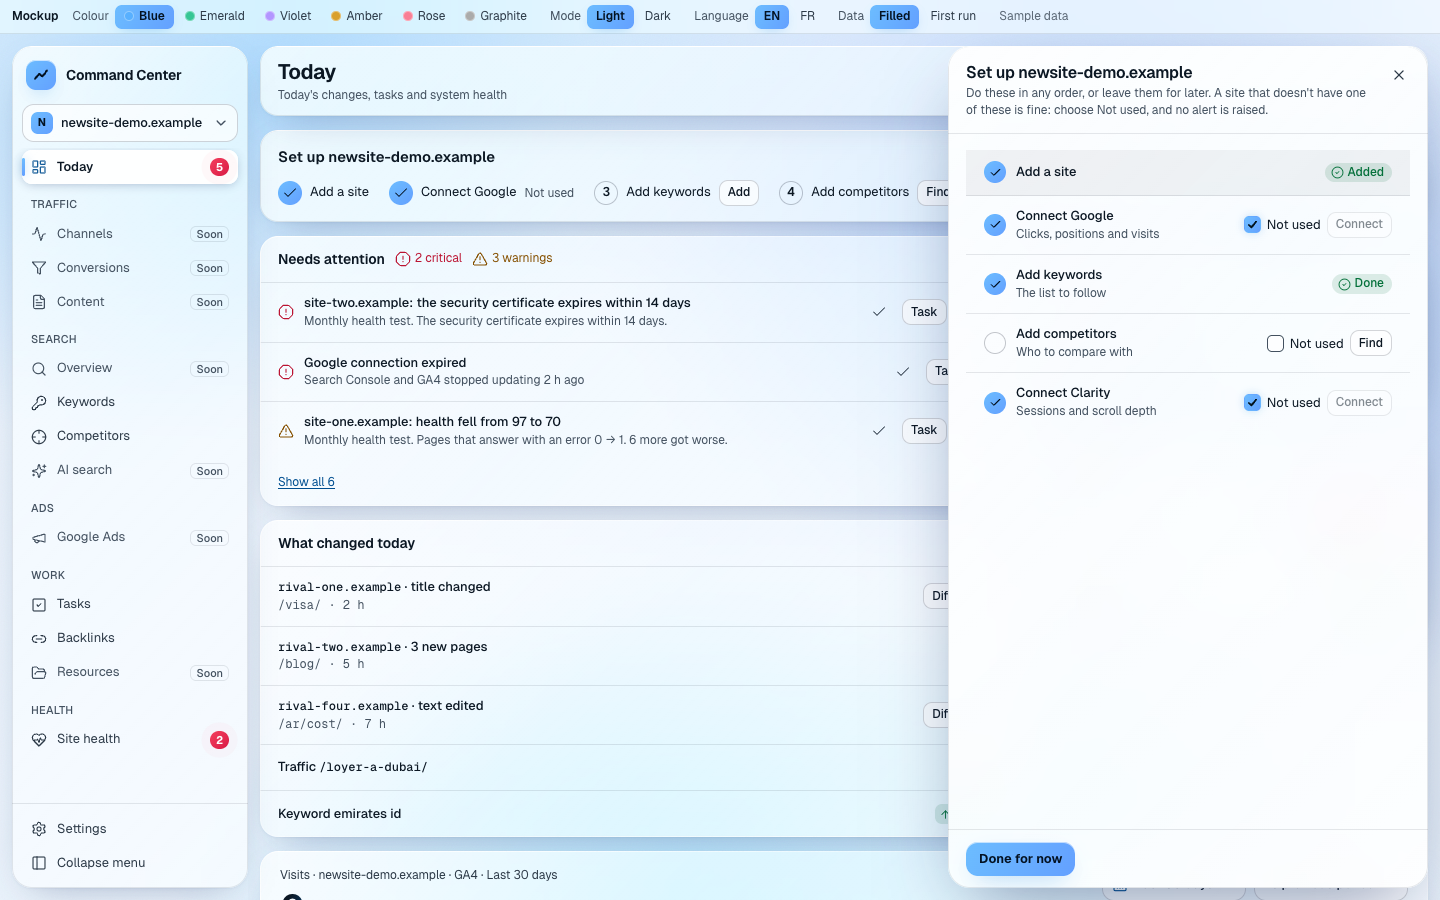 Mockup Colour Blue Emerald Violet Amber Rose Graphite Mode Light Dark Language EN FR Data Filled First run Sample data
Command Center
N newsite-demo.example
Today 5
TRAFFIC
Channels Soon
Conversions Soon
Content Soon
SEARCH
Overview Soon
Keywords
Competitors
AI search Soon
ADS
Google Ads Soon
WORK
Tasks
Backlinks
Resources Soon
HEALTH
Site health 2
Settings
Collapse menu
Today
Today's changes, tasks and system health
Set up newsite-demo.example
Add a site Connect Google Not used 3 Add keywords Add 4 Add competitors
Needs attention 2 critical 3 warnings
site-two.example: the security certificate expires within 14 days
Monthly health test. The security certificate expires within 14 days.
Task
Google connection expired
Search Console and GA4 stopped updating 2 h ago
site-one.example: health fell from 97 to 70
Monthly health test. Pages that answer with an error 0 → 1. 6 more got worse.
Task
Show all 6
What changed today
rival-one.example · title changed
/visa/ · 2 h
rival-two.example · 3 new pages
/blog/ · 5 h
rival-four.example · text edited
/ar/cost/ · 7 h
Traffic /loyer-a-dubai/
Keyword emirates id
Visits · newsite-demo.example · GA4 · Last 30 days
Set up newsite-demo.example
Do these in any order, or leave them for later. A site that doesn't have one
of these is fine: choose Not used, and no alert is raised.
Add a site Added
Connect Google
Clicks, positions and visits
Not used Connect
Add keywords
The list to follow
Done
Add competitors
Who to compare with
Not used Find
Connect Clarity
Sessions and scroll depth
Not used Connect
Done for now